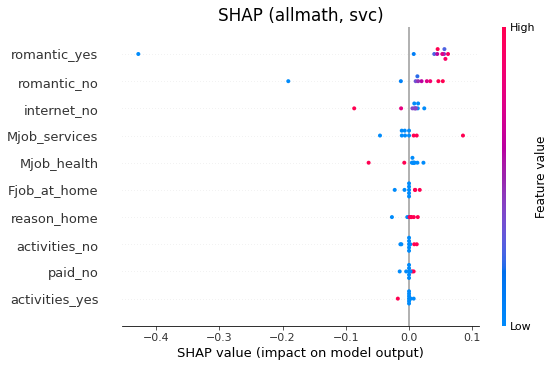 SHAP (allmath, svc)
High
romantic_yes
romantic_no
internet_no
Mjob_services
Mjob_health
Fjob_at_home
reason_home
activities_no
paid_no
activities_yes
Feature value
Low
−0.4 −0.3 −0.2 −0.1 0.0 0.1
SHAP value (impact on model output)